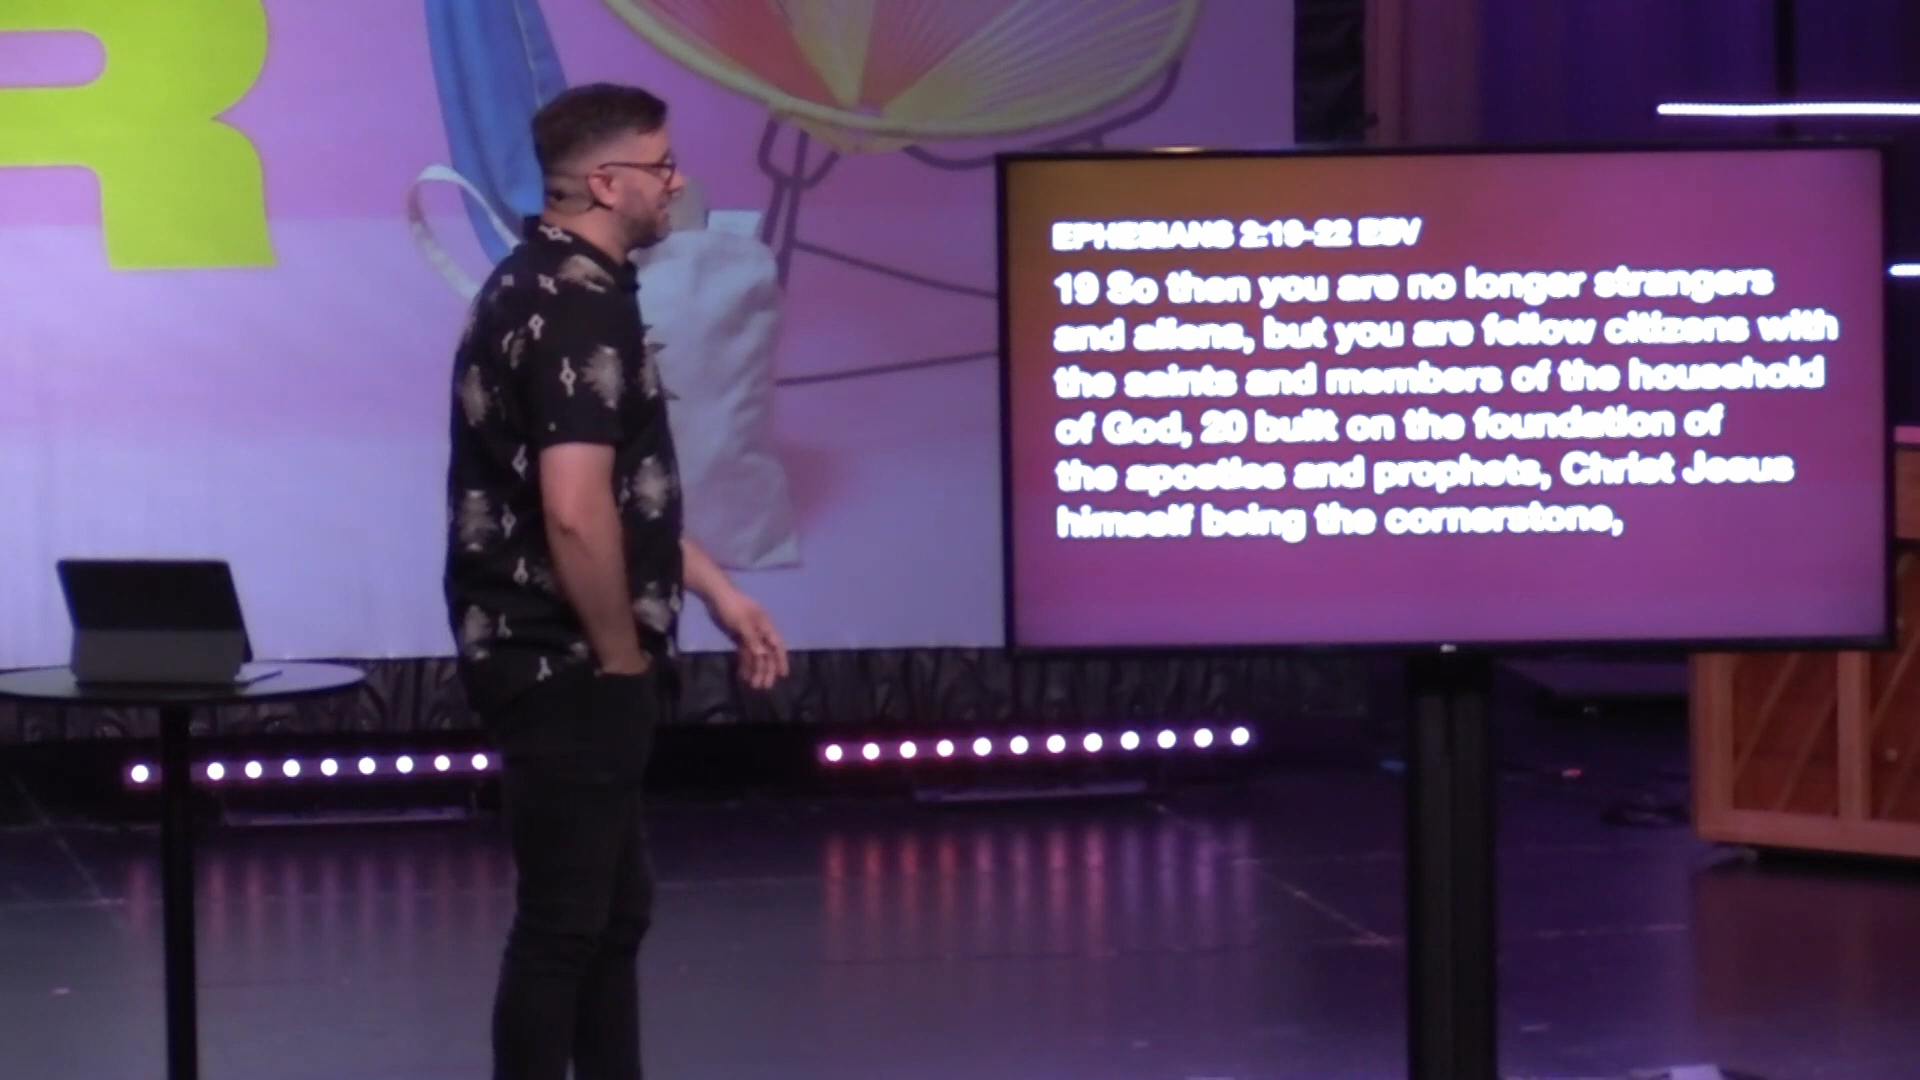 R
EPHESIANS 2:19-22 ESV
19 So then you are no longer strangers
and aliens, but you are fellow citizens with
the saints and members of the household
of God, 20 built on the foundation of
the apostles and prophets, Christ Jesus
himself being the cornerstone,